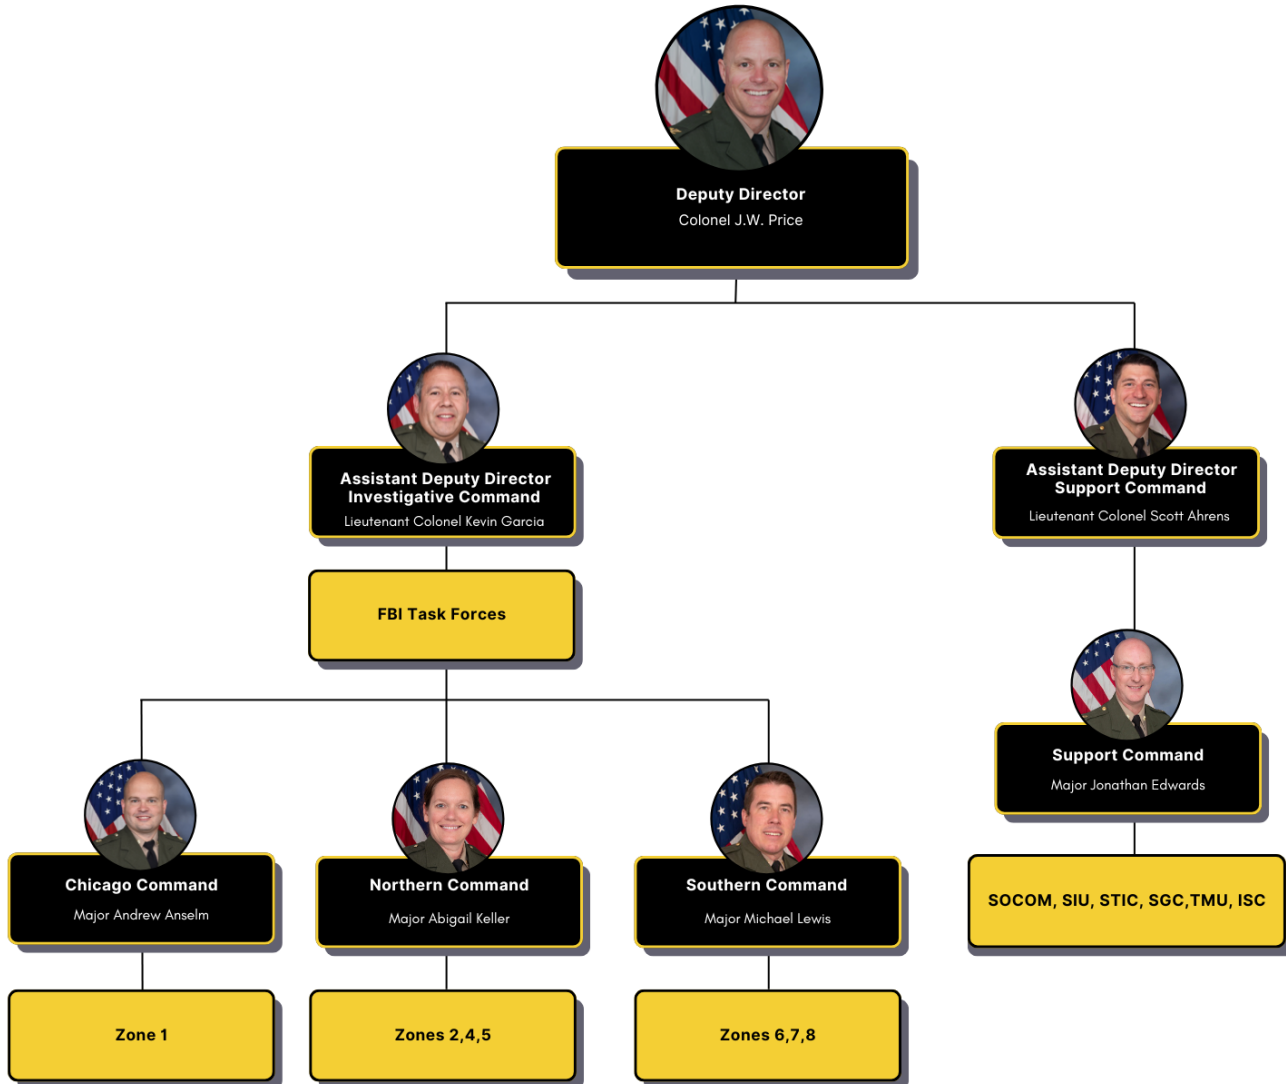 Deputy Director
Colonel J.W. Price
Assistant Deputy Director
Investigative Command
Lieutenant Colonel Kevin Garcia
Assistant Deputy Director
Support Command
Lieutenant Colonel Scott Ahrens
FBI Task Forces
Support Command
Major Jonathan Edwards
Chicago Command
Major Andrew Anselm
Northern Command
Major Abigail Keller
Southern Command
Major Michael Lewis
SOCOM, SIU, STIC, SGC,TMU, ISC
Zone 1
Zones 2,4,5
Zones 6,7,8